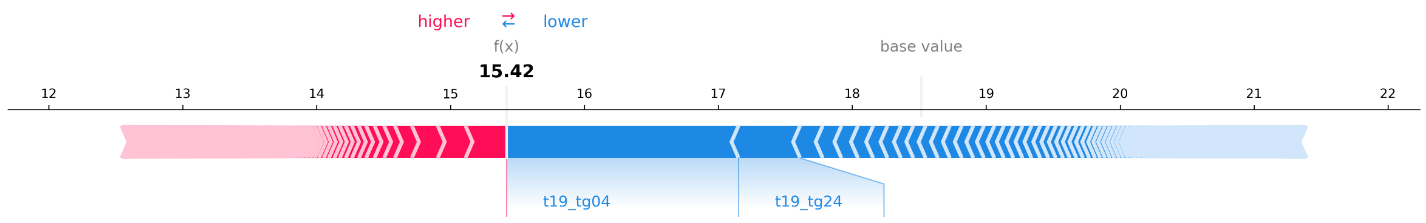 higher ⇄ lower
f(x) base value
15.42
12 13 14 15 16 17 18 19 20 21 22
t19_tg04 t19_tg24